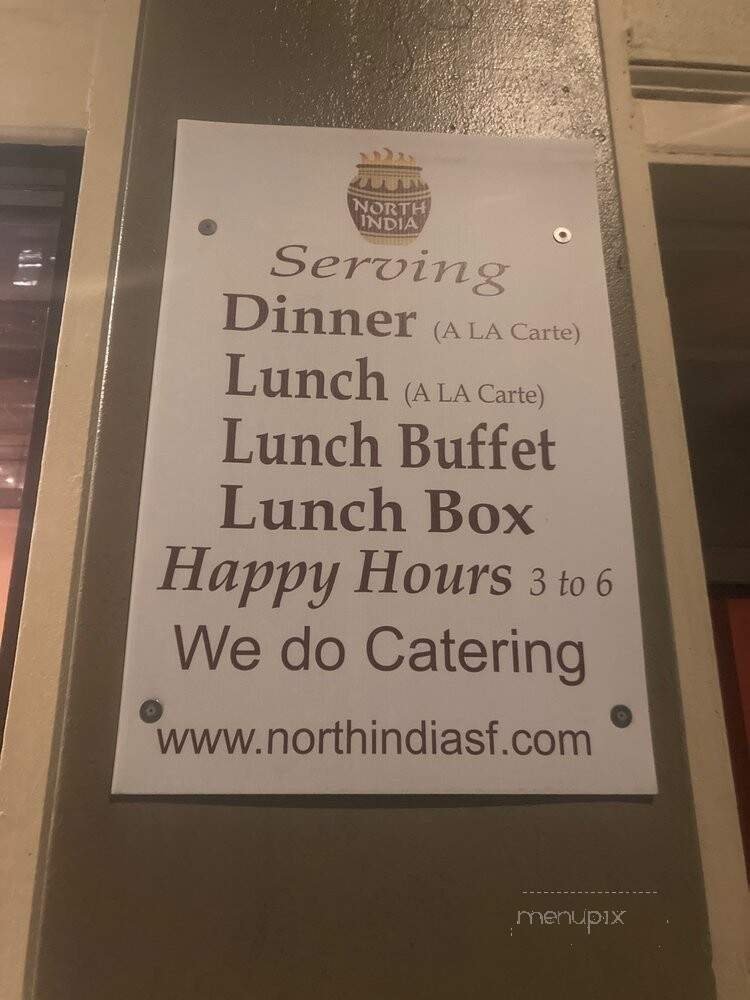 NORTH
INDIA
Serving
Dinner (A LA Carte)
Lunch (A LA Carte)
Lunch Buffet
Lunch Box
Happy Hours 3 to 6
We do Catering
www.northindiasf.com
menupix